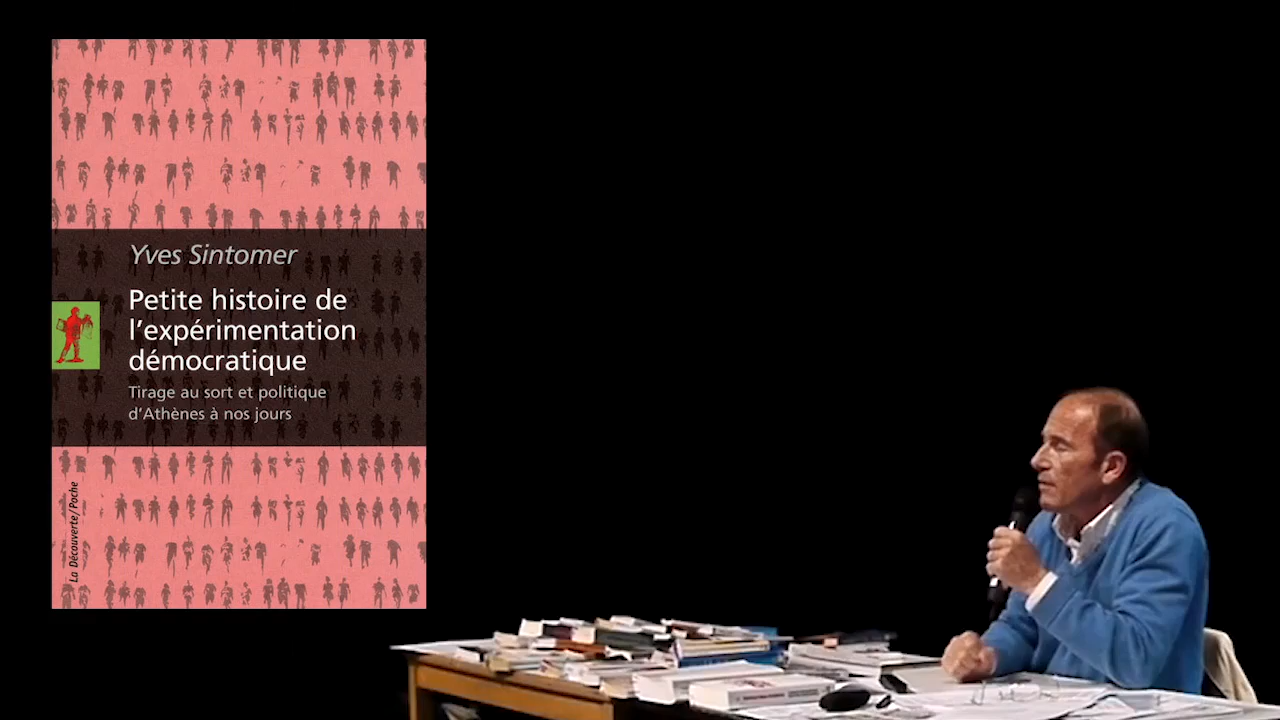 Yves Sintomer
Petite histoire de
l'expérimentation
démocratique
Tirage au sort et politique
d'Athènes à nos jours
La Découverte/Poche